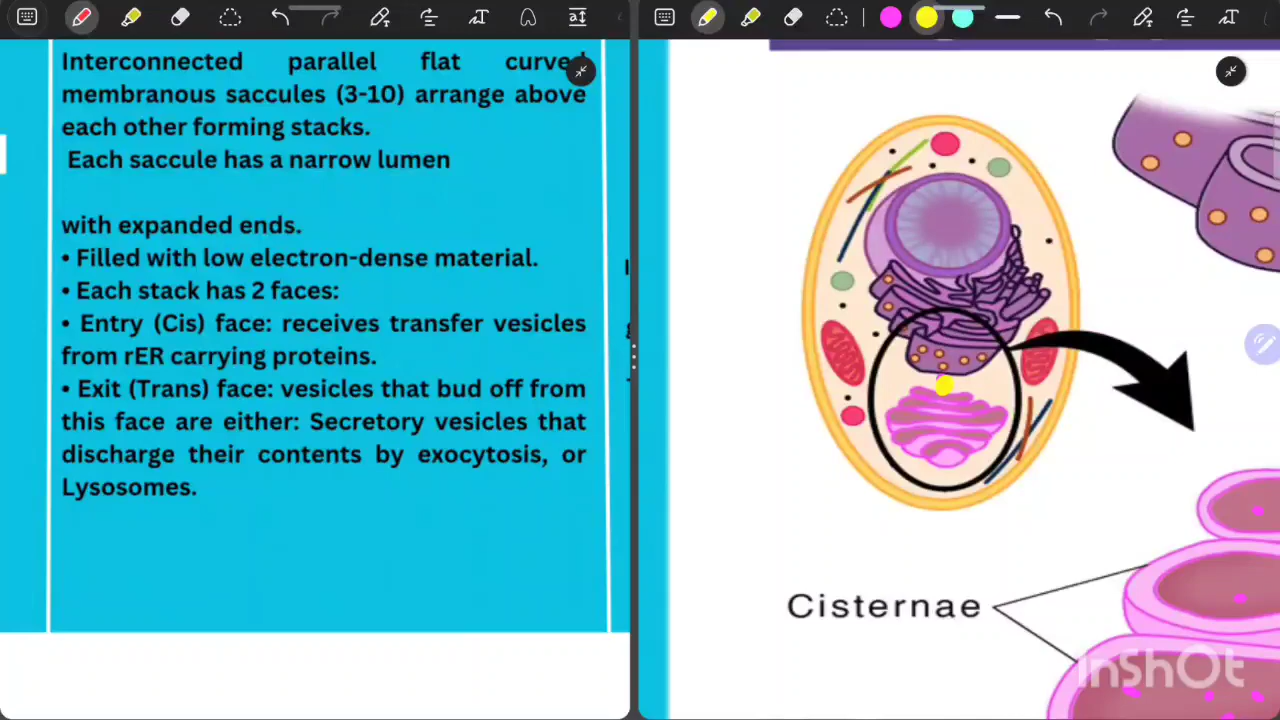 Interconnected parallel flat curved
membranous saccules (3-10) arrange above
each other forming stacks.
Each saccule has a narrow lumen
with expanded ends.
• Filled with low electron-dense material.
• Each stack has 2 faces:
• Entry (Cis) face: receives transfer vesicles
from rER carrying proteins.
• Exit (Trans) face: vesicles that bud off from
this face are either: Secretory vesicles that
discharge their contents by exocytosis, or
Lysosomes.
Cisternae
InShOt